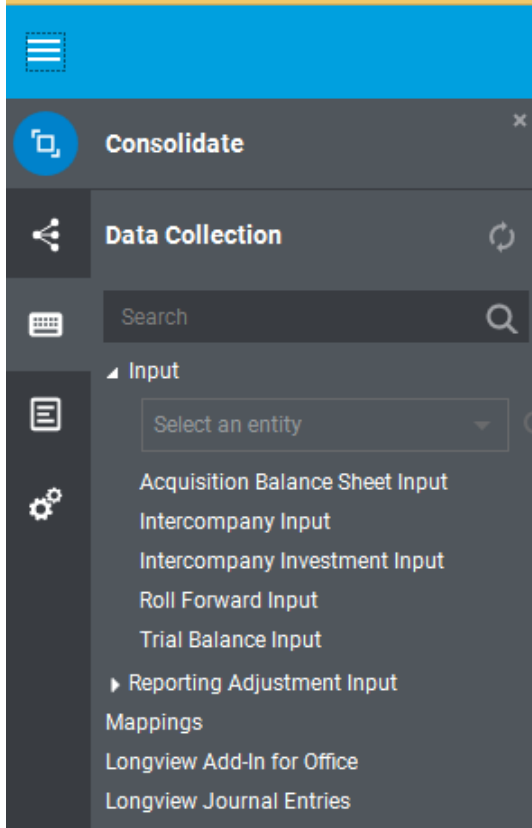 Consolidate
Data Collection
Search
Input
Select an entity
Acquisition Balance Sheet Input
Intercompany Input
Intercompany Investment Input
Roll Forward Input
Trial Balance Input
Reporting Adjustment Input
Mappings
Longview Add-In for Office
Longview Journal Entries